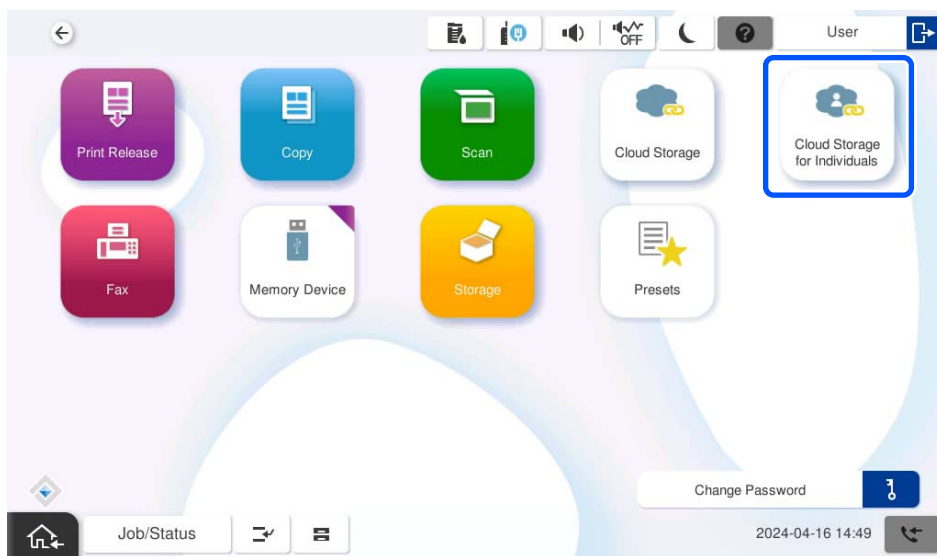 OFF
User
Print Release
Copy
Scan
Cloud Storage
Cloud Storage
for Individuals
Fax
Memory Device
Storage
Presets
Change Password
Job/Status
2024-04-16 14:49